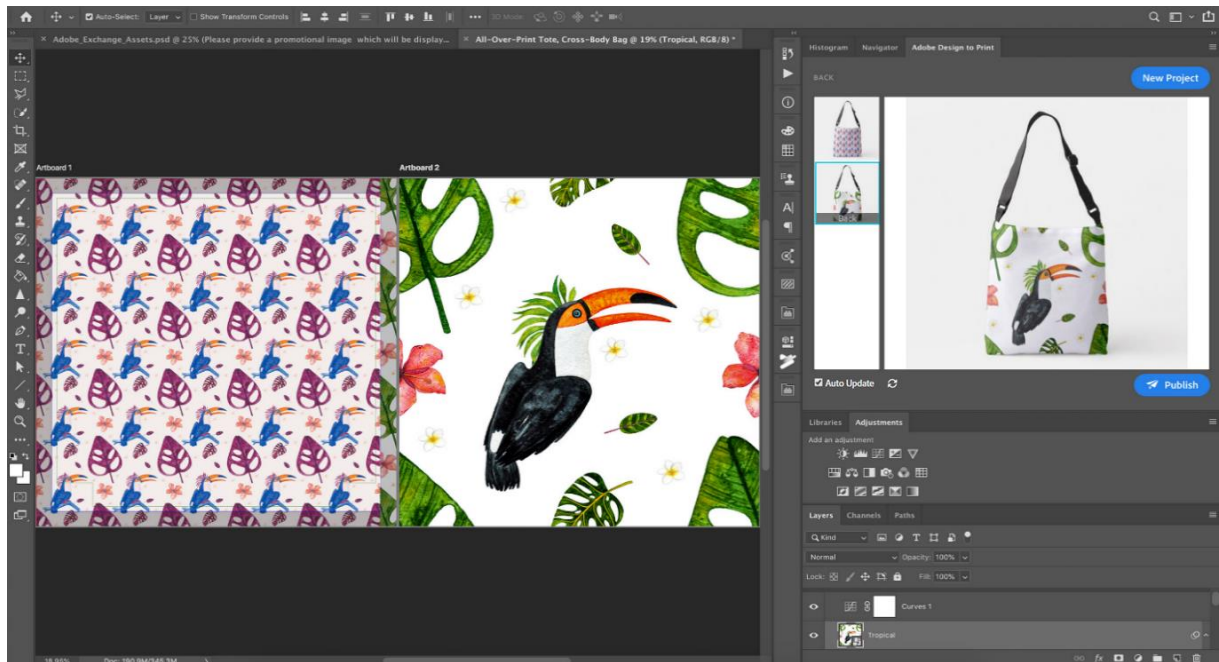 Auto-Select: Layer Show Transform Controls 3D Mode:
× Adobe_Exchange_Assets.psd @ 25% (Please provide a promotional image which will be display...
× All-Over-Print Tote, Cross-Body Bag @ 19% (Tropical, RGB/8) *
Histogram Navigator Adobe Design to Print
BACK
New Project
Artboard 1
Artboard 2
Back
Auto Update
Publish
Libraries Adjustments
Add an adjustment
Layers Channels Paths
Kind
Normal Opacity: 100%
Lock: Fill: 100%
Curves 1
Tropical
fx